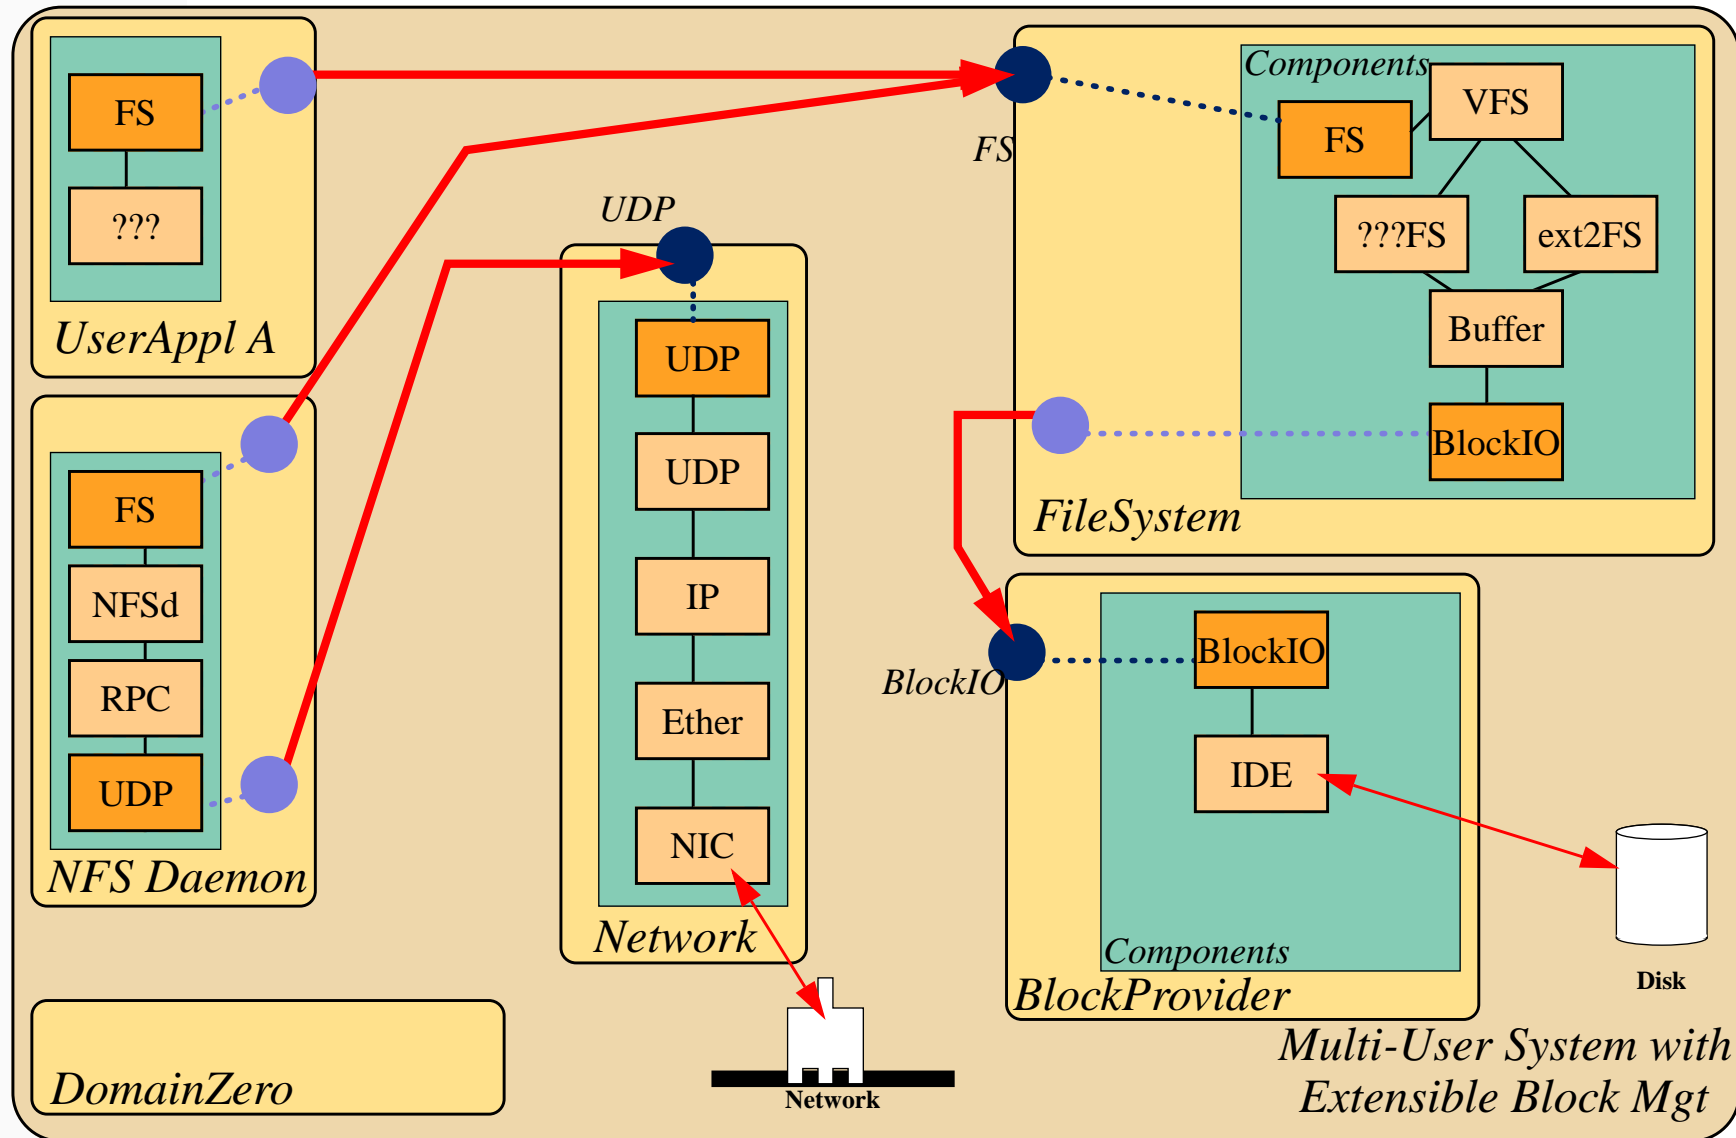 FS
???
UserAppl A
FS
NFSd
RPC
UDP
NFS Daemon
DomainZero
UDP
UDP
UDP
IP
Ether
NIC
Network
Network
FS
Components
VFS
FS
???FS
ext2FS
Buffer
BlockIO
FileSystem
BlockIO
BlockIO
IDE
Components
BlockProvider
Disk
Multi-User System with
Extensible Block Mgt